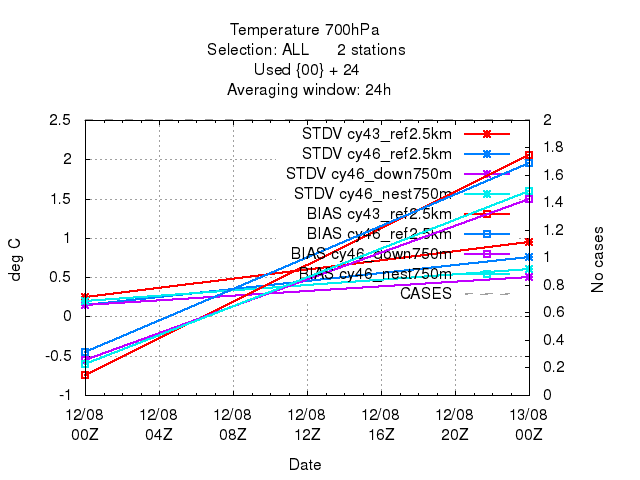 Temperature 700hPa
Selection: ALL 2 stations
Used {00} + 24
Averaging window: 24h
2.5
2
1.5
1
0.5
0
-0.5
-1
deg C
STDV cy43_ref2.5km
STDV cy46_ref2.5km
STDV cy46_down750m
STDV cy46_nest750m
BIAS cy43_ref2.5km
BIAS cy46_ref2.5km
BIAS cy46_down750m
BIAS cy46_nest750m
CASES
2
1.8
1.6
1.4
1.2
1
0.8
0.6
0.4
0.2
0
No cases
12/08 12/08 12/08 12/08 12/08 12/08 13/08
00Z 04Z 08Z 12Z 16Z 20Z 00Z
Date